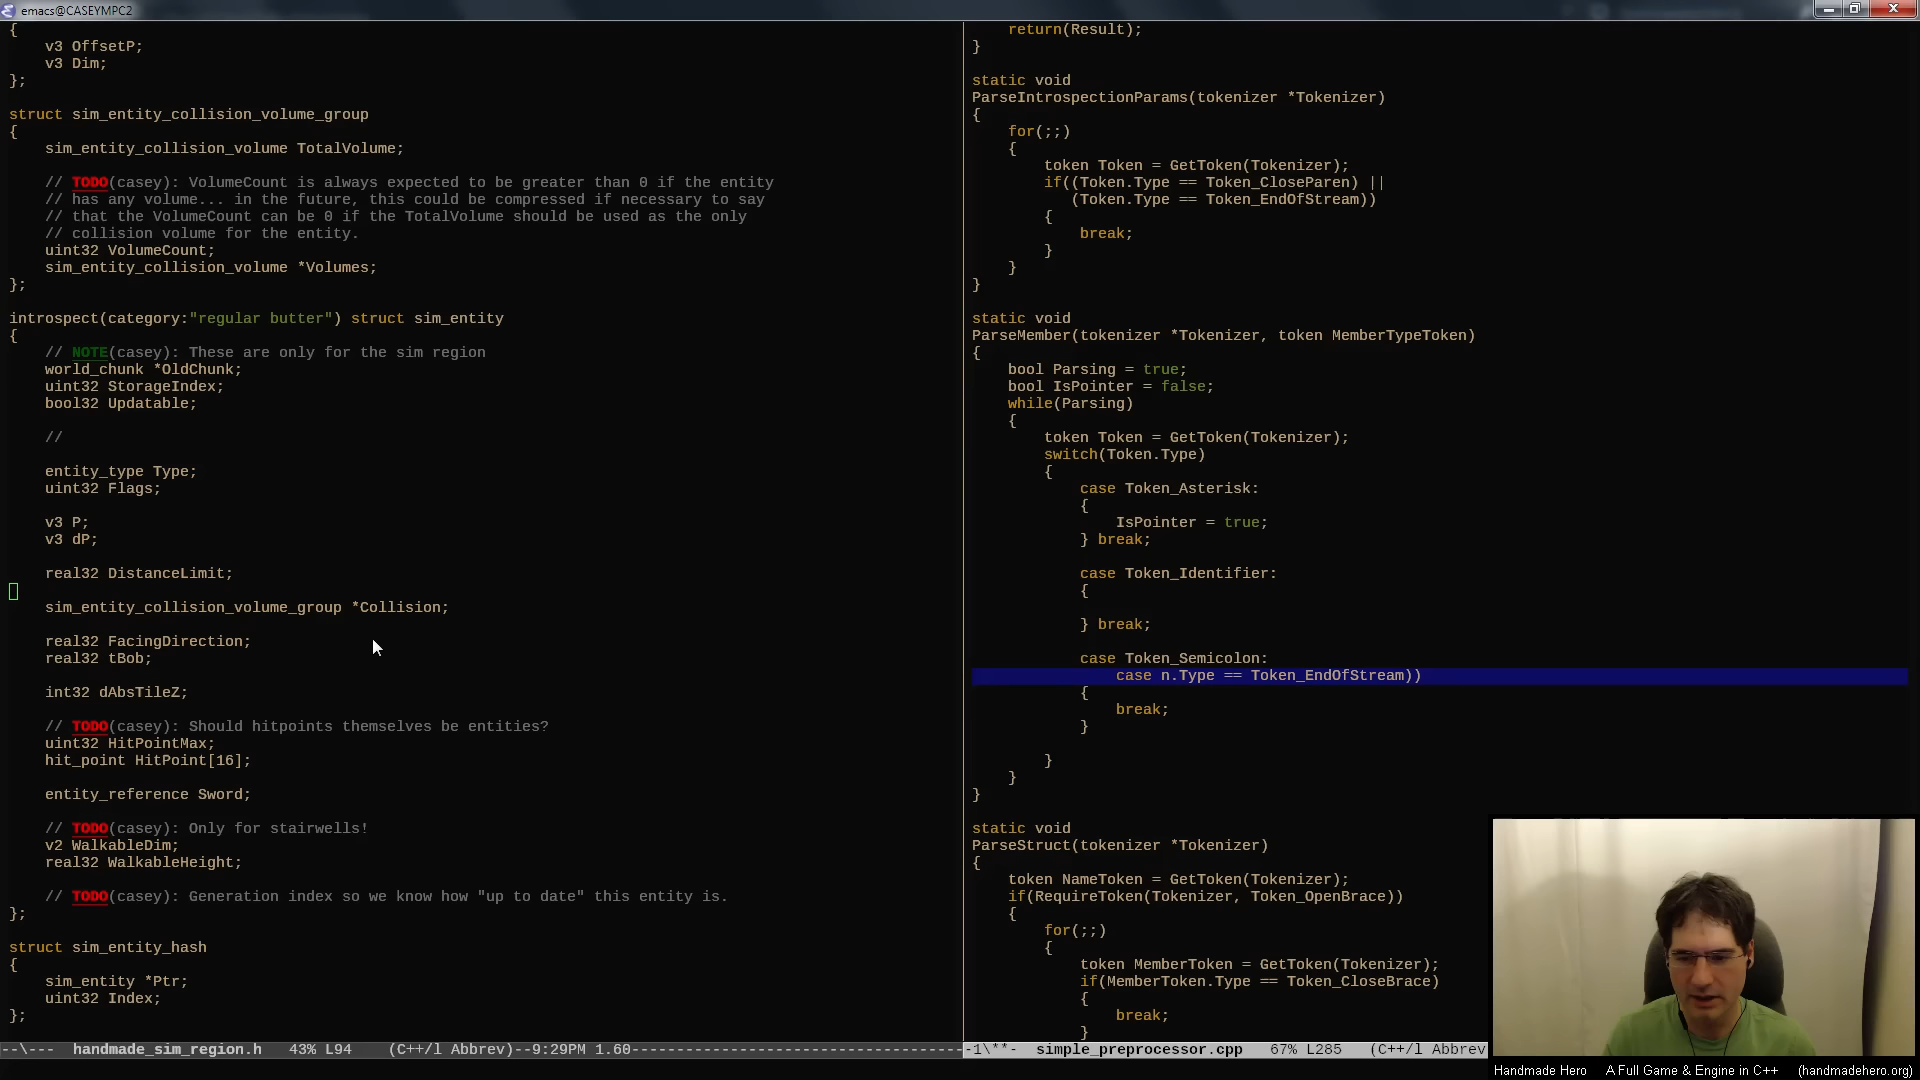 emacs@CASEYMPC2
{
    v3 OffsetP;
    v3 Dim;
};
struct sim_entity_collision_volume_group
{
    sim_entity_collision_volume TotalVolume;
    // TODO(casey): VolumeCount is always expected to be greater than 0 if the entity
    // has any volume... in the future, this could be compressed if necessary to say
    // that the VolumeCount can be 0 if the TotalVolume should be used as the only
    // collision volume for the entity.
    uint32 VolumeCount;
    sim_entity_collision_volume *Volumes;
};
introspect(category:"regular butter") struct sim_entity
{
    // NOTE(casey): These are only for the sim region
    world_chunk *OldChunk;
    uint32 StorageIndex;
    bool32 Updatable;
    //
    entity_type Type;
    uint32 Flags;
    v3 P;
    v3 dP;
    real32 DistanceLimit;
    sim_entity_collision_volume_group *Collision;
    real32 FacingDirection;
    real32 tBob;
    int32 dAbsTileZ;
    // TODO(casey): Should hitpoints themselves be entities?
    uint32 HitPointMax;
    hit_point HitPoint[16];
    entity_reference Sword;
    // TODO(casey): Only for stairwells!
    v2 WalkableDim;
    real32 WalkableHeight;
    // TODO(casey): Generation index so we know how "up to date" this entity is.
};
struct sim_entity_hash
{
    sim_entity *Ptr;
    uint32 Index;
};
--\---  handmade_sim_region.h   43% L94    (C++/l Abbrev)--9:29PM 1.60--------------------------------------
    return(Result);
}
static void
ParseIntrospectionParams(tokenizer *Tokenizer)
{
    for(;;)
    {
        token Token = GetToken(Tokenizer);
        if((Token.Type == Token_CloseParen) ||
           (Token.Type == Token_EndOfStream))
        {
            break;
        }
    }
}
static void
ParseMember(tokenizer *Tokenizer, token MemberTypeToken)
{
    bool Parsing = true;
    bool IsPointer = false;
    while(Parsing)
    {
        token Token = GetToken(Tokenizer);
        switch(Token.Type)
        {
            case Token_Asterisk:
            {
                IsPointer = true;
            } break;
            case Token_Identifier:
            {
            } break;
            case Token_Semicolon:
                case n.Type == Token_EndOfStream))
            {
                break;
            }
        }
    }
}
static void
ParseStruct(tokenizer *Tokenizer)
{
    token NameToken = GetToken(Tokenizer);
    if(RequireToken(Tokenizer, Token_OpenBrace))
    {
        for(;;)
        {
            token MemberToken = GetToken(Tokenizer);
            if(MemberToken.Type == Token_CloseBrace)
            {
                break;
            }
-1\**-  simple_preprocessor.cpp   67% L285   (C++/l Abbrev
Handmade Hero    A Full Game & Engine in C++    (handmadehero.org)